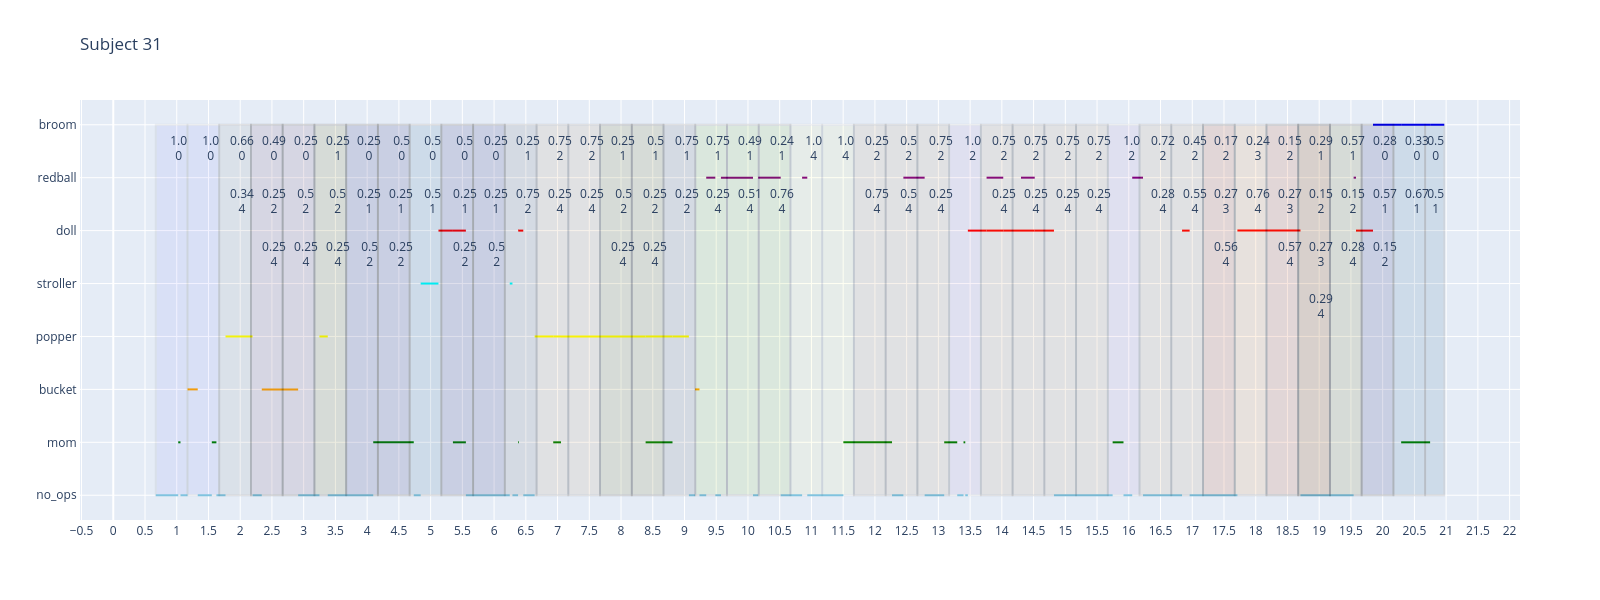 Subject 31
broom
1.0 1.0 0.66 0.49 0.25 0.25 0.25 0.5 0.5 0.5 0.25 0.25 0.75 0.75 0.25 0.5 0.75 0.75 0.49 0.24 1.0 1.0 0.25 0.5 0.75 1.0 0.75 0.75 0.75 0.75 1.0 0.72 0.45 0.17 0.24 0.15 0.29 0.57 0.28 0.33 0.5
0 0 0 0 0 1 0 0 0 0 0 1 2 2 1 1 1 1 1 1 4 4 2 2 2 2 2 2 2 2 2 2 2 2 3 2 1 1 0 0 0
redball
0.34 0.25 0.5 0.5 0.25 0.25 0.5 0.25 0.25 0.75 0.25 0.25 0.5 0.25 0.25 0.25 0.51 0.76 0.75 0.5 0.25 0.25 0.25 0.25 0.25 0.28 0.55 0.27 0.76 0.27 0.15 0.15 0.57 0.67 0.5
4 2 2 2 1 1 1 1 1 2 4 4 2 2 2 4 4 4 4 4 4 4 4 4 4 4 4 3 4 3 2 2 1 1 1
doll
0.25 0.25 0.25 0.5 0.25 0.25 0.5 0.25 0.25 0.56 0.57 0.27 0.28 0.15
4 4 4 2 2 2 2 4 4 4 4 3 4 2
stroller
0.29
4
popper
bucket
mom
no_ops
−0.5 0 0.5 1 1.5 2 2.5 3 3.5 4 4.5 5 5.5 6 6.5 7 7.5 8 8.5 9 9.5 10 10.5 11 11.5 12 12.5 13 13.5 14 14.5 15 15.5 16 16.5 17 17.5 18 18.5 19 19.5 20 20.5 21 21.5 22